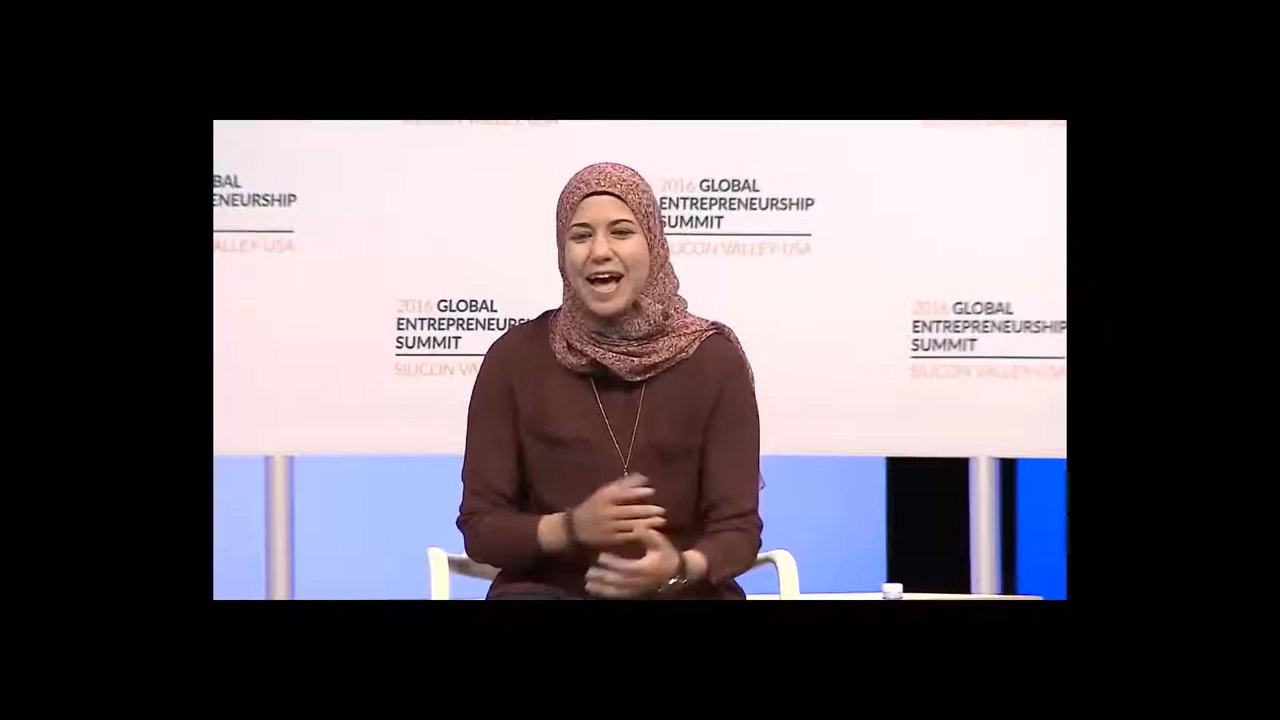 BAL
ENEURSHIP
ALLEY-USA
2016 GLOBAL
ENTREPRENEURSHIP
SUMMIT
SILICON VALLEY-USA
2016 GLOBAL
ENTREPRENEURS
SUMMIT
SILICON VA
2016 GLOBAL
ENTREPRENEURSHIP
SUMMIT
SILICON VALLEY-USA